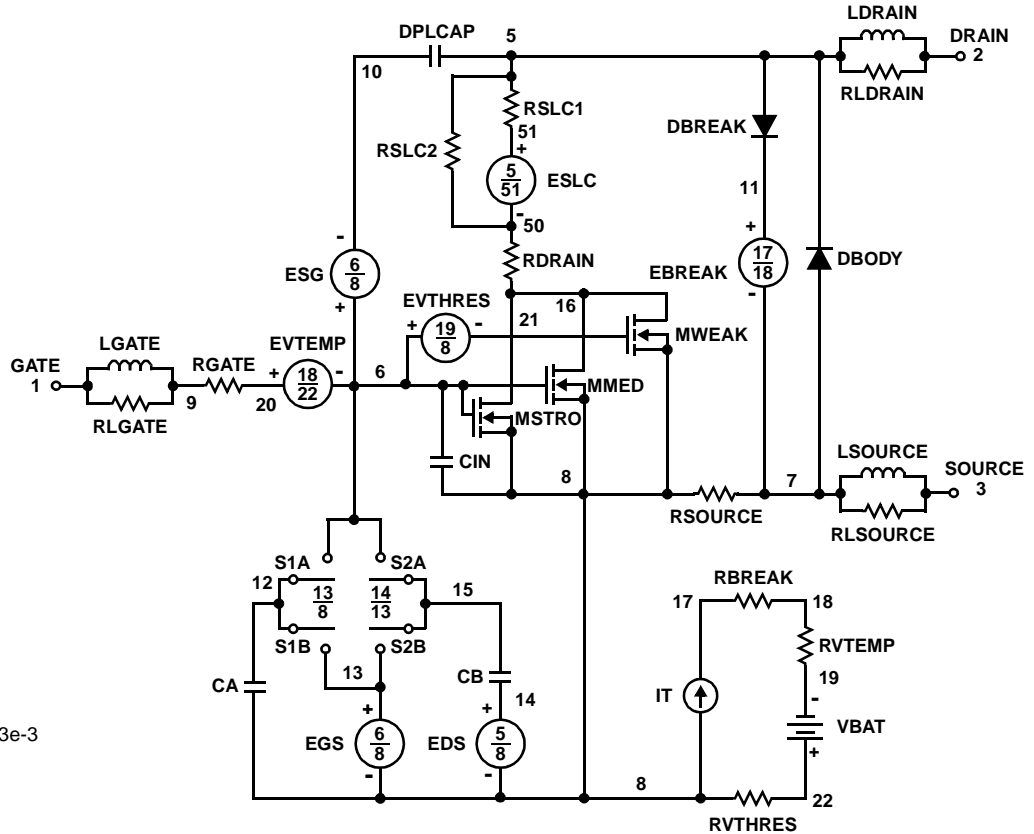 LDRAIN
DPLCAP
5
DRAIN
2
10
RLDRAIN
RSLC1
51
DBREAK
RSLC2
+
5
51
ESLC
11
-
50
-
+
17
18
DBODY
ESG
6
8
RDRAIN
EBREAK
-
+
EVTHRES
16
21
+
19
8
-
MWEAK
LGATE
EVTEMP
GATE
1
RGATE
+
18
22
-
6
MMED
9
20
MSTRO
RLGATE
LSOURCE
CIN
8
7
SOURCE
3
RSOURCE
RLSOURCE
S1A
S2A
12
13
8
14
13
15
RBREAK
17
18
S1B
S2B
RVTEMP
13
CB
19
CA
14
IT
-
+
+
VBAT
EGS
6
8
EDS
5
8
3e-3
+
-
-
8
22
RVTHRES